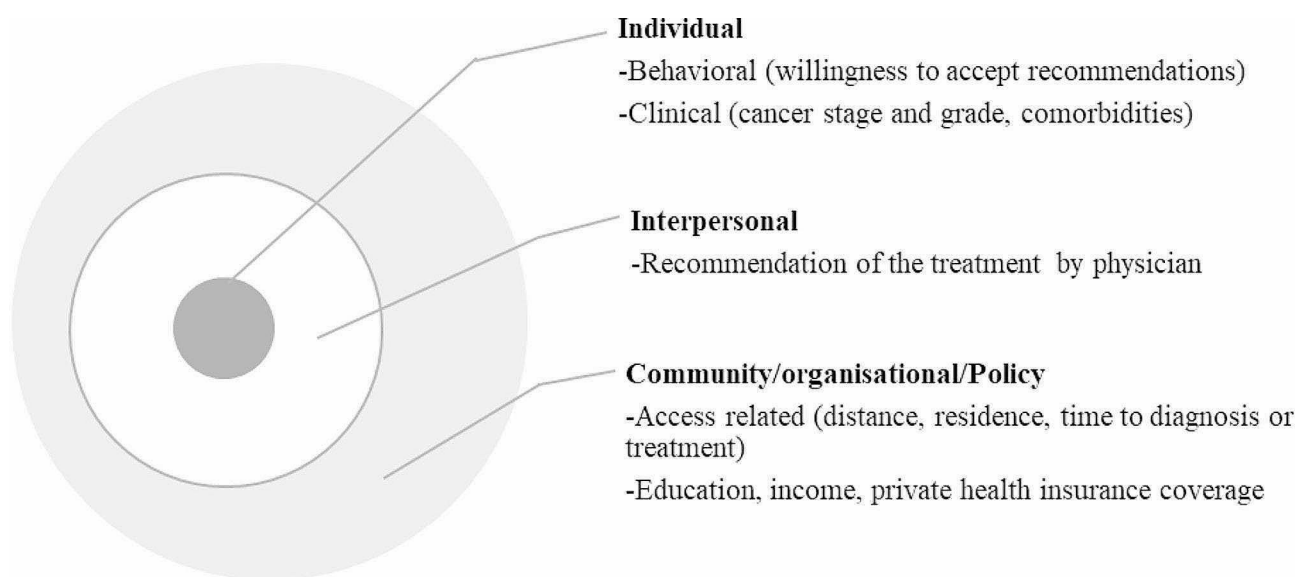 Individual
-Behavioral (willingness to accept recommendations)
-Clinical (cancer stage and grade, comorbidities)
Interpersonal
-Recommendation of the treatment by physician
Community/organisational/Policy
-Access related (distance, residence, time to diagnosis or
treatment)
-Education, income, private health insurance coverage